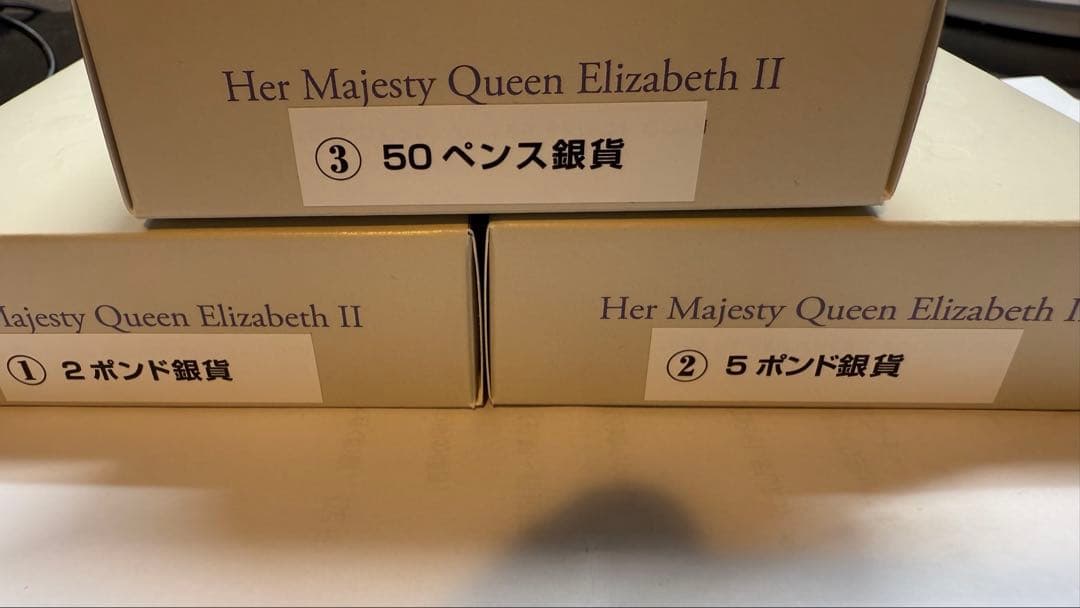 Her Majesty Queen Elizabeth II
③ 50ペンス銀貨
Majesty Queen Elizabeth II
① 2ポンド銀貨
Her Majesty Queen Elizabeth
② 5ポンド銀貨